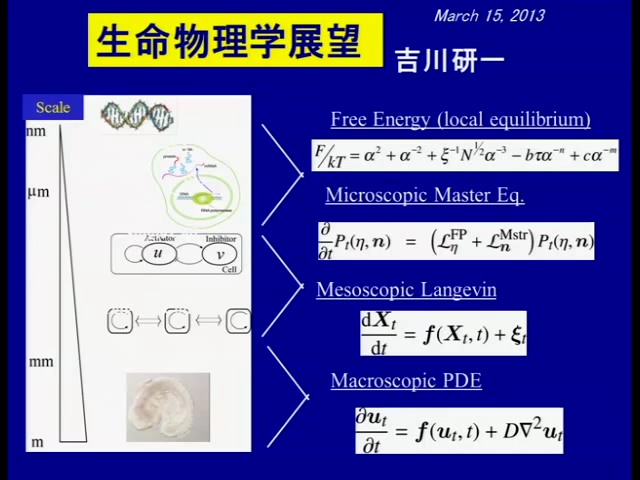 March 15, 2013
生命物理学展望
吉川研一
Scale
nm
μm
mm
m
Activator
Inhibitor
u
v
Cell
Free Energy (local equilibrium)
F/kT = α² + α⁻² + ξ⁻¹N^{1/2}α⁻³ − bτα⁻ⁿ + cα⁻ᵐ
Microscopic Master Eq.
∂/∂t Pₜ(η, n) = (𝓛_η^FP + 𝓛_n^Mstr) Pₜ(η, n)
Mesoscopic Langevin
dXₜ/dt = f(Xₜ, t) + ξₜ
Macroscopic PDE
∂uₜ/∂t = f(uₜ, t) + D∇²uₜ